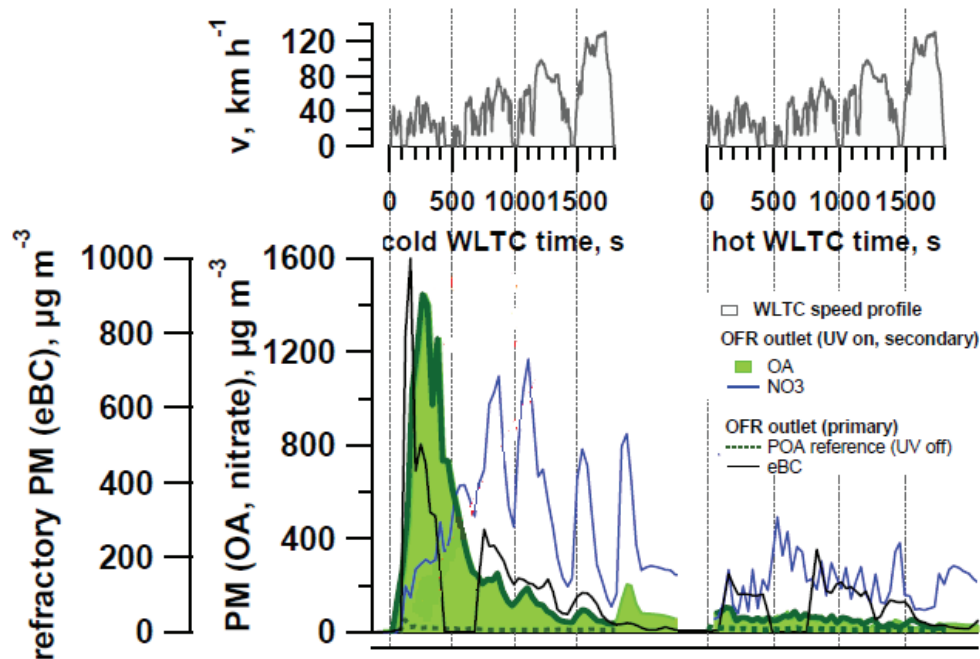 v, km h⁻¹
120
80
40
0
0 500 1000 1500
0 500 1000 1500
cold WLTC time, s
hot WLTC time, s
refractory PM (eBC), µg m⁻³
1000
800
600
400
200
0
PM (OA, nitrate), µg m⁻³
1600
1200
800
400
0
WLTC speed profile
OFR outlet (UV on, secondary)
OA
NO3
OFR outlet (primary)
POA reference (UV off)
eBC